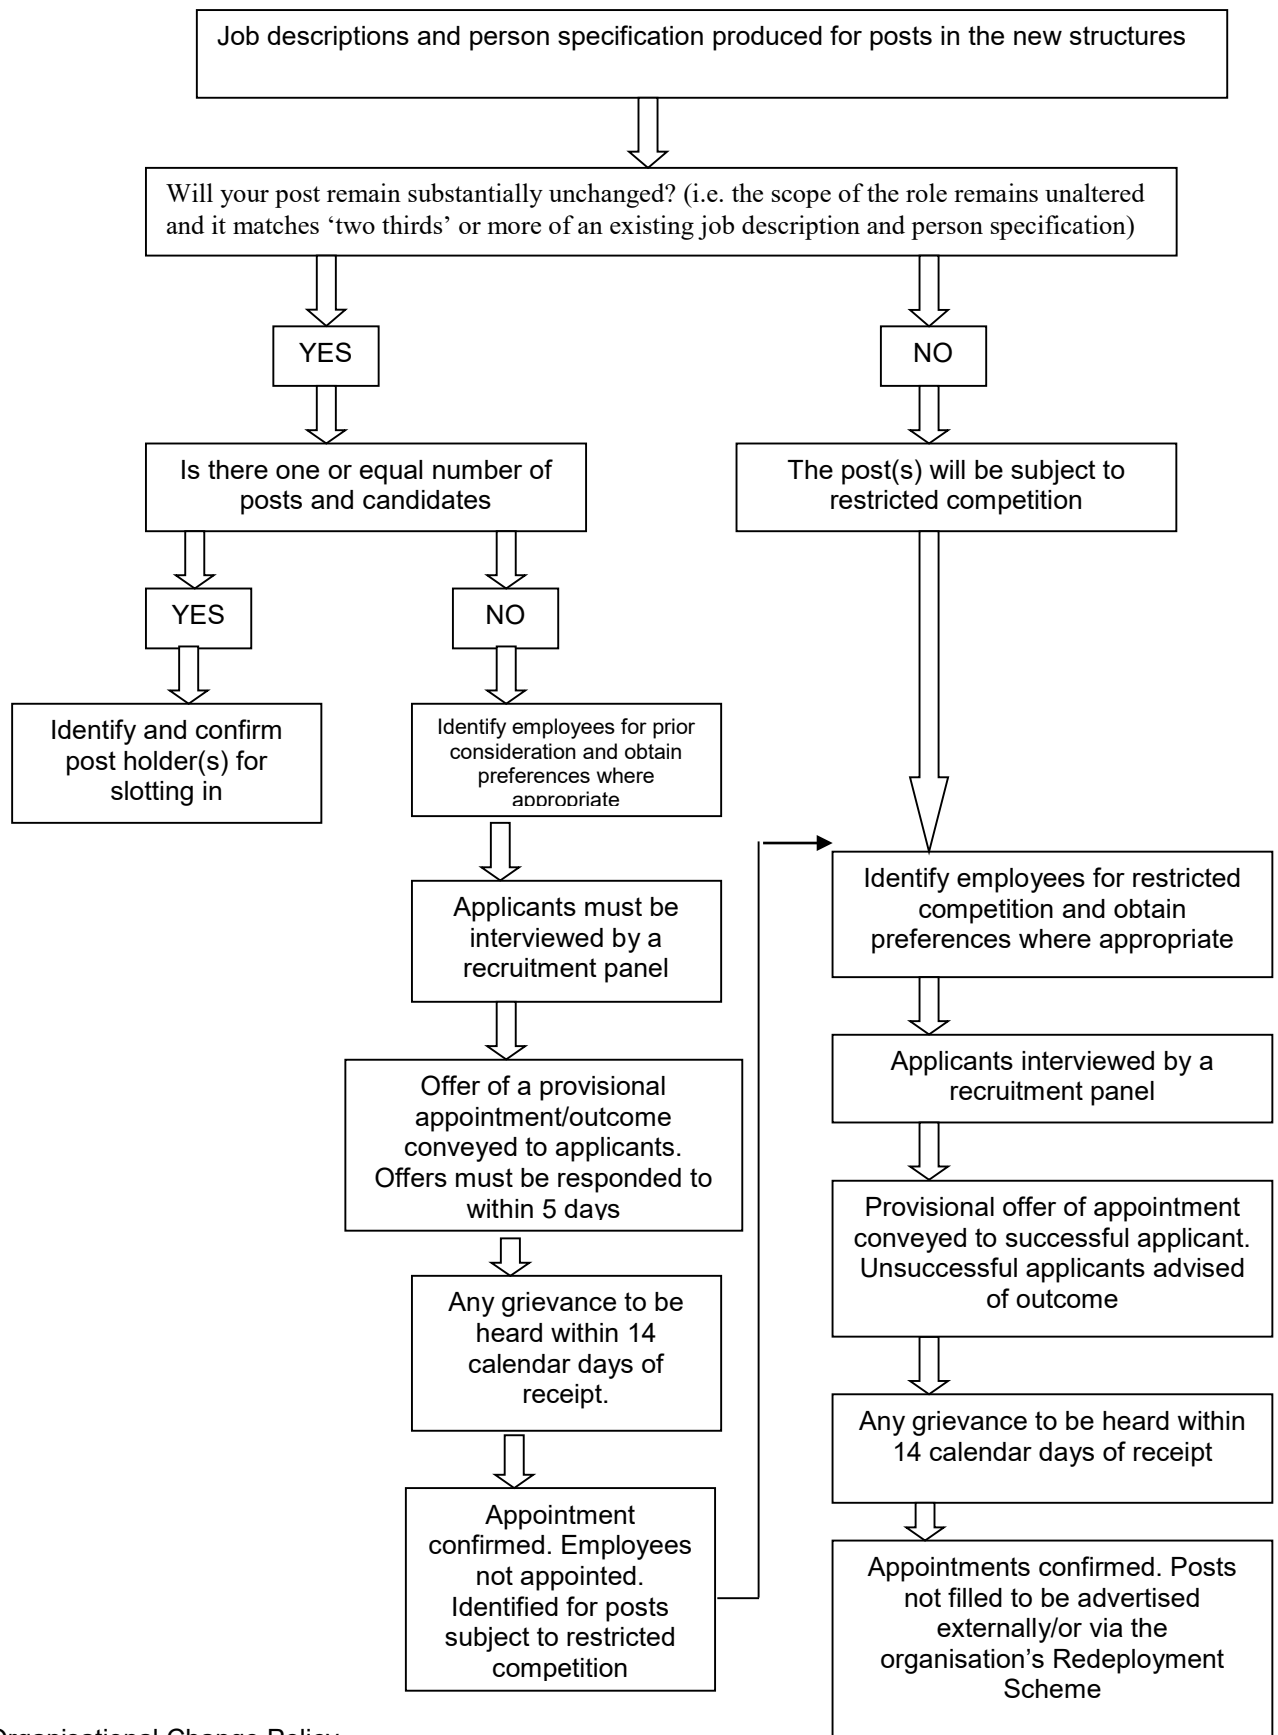 Job descriptions and person specification produced for posts in the new structures
Will your post remain substantially unchanged? (i.e. the scope of the role remains unaltered
and it matches ‘two thirds’ or more of an existing job description and person specification)
YES
NO
Is there one or equal number of
posts and candidates
The post(s) will be subject to
restricted competition
YES
NO
Identify and confirm
post holder(s) for
slotting in
Identify employees for prior
consideration and obtain
preferences where
appropriate
Applicants must be
interviewed by a
recruitment panel
Offer of a provisional
appointment/outcome
conveyed to applicants.
Offers must be responded to
within 5 days
Any grievance to be
heard within 14
calendar days of
receipt.
Appointment
confirmed. Employees
not appointed.
Identified for posts
subject to restricted
competition
Identify employees for restricted
competition and obtain
preferences where appropriate
Applicants interviewed by a
recruitment panel
Provisional offer of appointment
conveyed to successful applicant.
Unsuccessful applicants advised
of outcome
Any grievance to be heard within
14 calendar days of receipt
Appointments confirmed. Posts
not filled to be advertised
externally/or via the
organisation’s Redeployment
Scheme
Organisational Change Policy